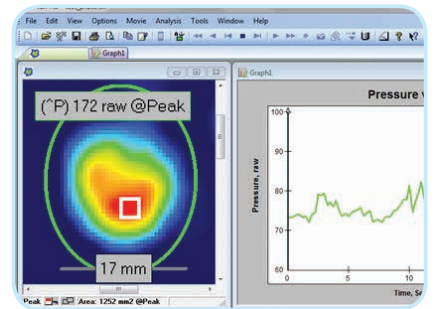 File Edit View Options Movie Analysis Tools Window Help
Graph1
Graph1
(^P) 172 raw @Peak
17 mm
Peak Area: 1252 mm2 @Peak
Pressure v
Pressure, raw
100
90
80
70
60
0 5 10
Time, Se